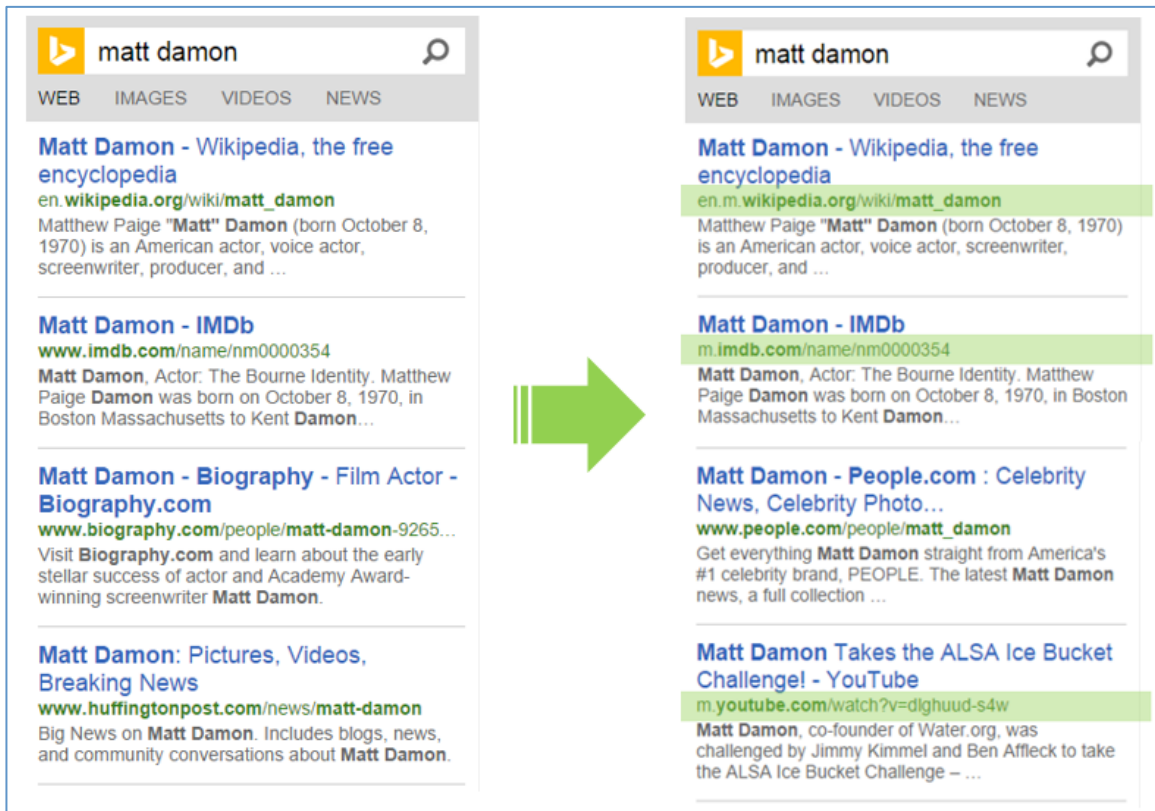 matt damon
WEB IMAGES VIDEOS NEWS
Matt Damon - Wikipedia, the free
encyclopedia
en.wikipedia.org/wiki/matt_damon
Matthew Paige "Matt" Damon (born October 8,
1970) is an American actor, voice actor,
screenwriter, producer, and ...
Matt Damon - IMDb
www.imdb.com/name/nm0000354
Matt Damon, Actor: The Bourne Identity. Matthew
Paige Damon was born on October 8, 1970, in
Boston Massachusetts to Kent Damon...
Matt Damon - Biography - Film Actor -
Biography.com
www.biography.com/people/matt-damon-9265...
Visit Biography.com and learn about the early
stellar success of actor and Academy Award-
winning screenwriter Matt Damon.
Matt Damon: Pictures, Videos,
Breaking News
www.huffingtonpost.com/news/matt-damon
Big News on Matt Damon. Includes blogs, news,
and community conversations about Matt Damon.
matt damon
WEB IMAGES VIDEOS NEWS
Matt Damon - Wikipedia, the free
encyclopedia
en.m.wikipedia.org/wiki/matt_damon
Matthew Paige "Matt" Damon (born October 8, 1970)
is an American actor, voice actor, screenwriter,
producer, and ...
Matt Damon - IMDb
m.imdb.com/name/nm0000354
Matt Damon, Actor: The Bourne Identity. Matthew
Paige Damon was born on October 8, 1970, in Boston
Massachusetts to Kent Damon...
Matt Damon - People.com : Celebrity
News, Celebrity Photo...
www.people.com/people/matt_damon
Get everything Matt Damon straight from America's
#1 celebrity brand, PEOPLE. The latest Matt Damon
news, a full collection ...
Matt Damon Takes the ALSA Ice Bucket
Challenge! - YouTube
m.youtube.com/watch?v=dlghuud-s4w
Matt Damon, co-founder of Water.org, was
challenged by Jimmy Kimmel and Ben Affleck to take
the ALSA Ice Bucket Challenge – ...